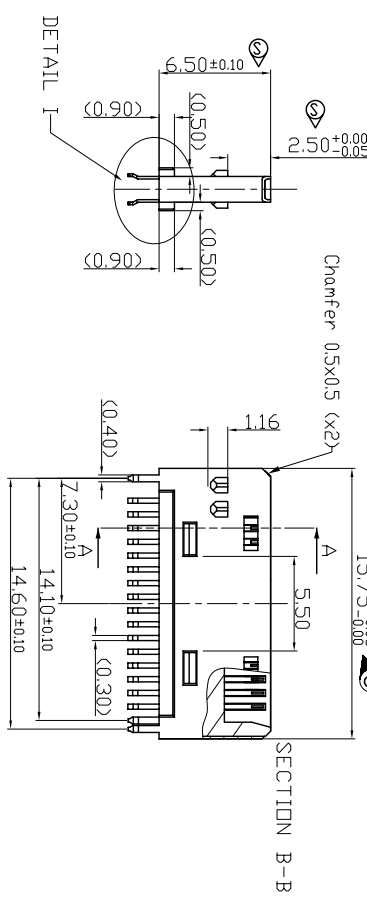 DETAIL I
6.50±0.10
S
(0.90)
(0.50)
S
2.50+0.00
-0.05
(0.50)
(0.90)
Chamfer 0.5x0.5 (x2)
1.16
(0.40)
7.30±0.10
A
A
5.50
14.10±0.10
14.60±0.10
(0.30)
SECTION B-B